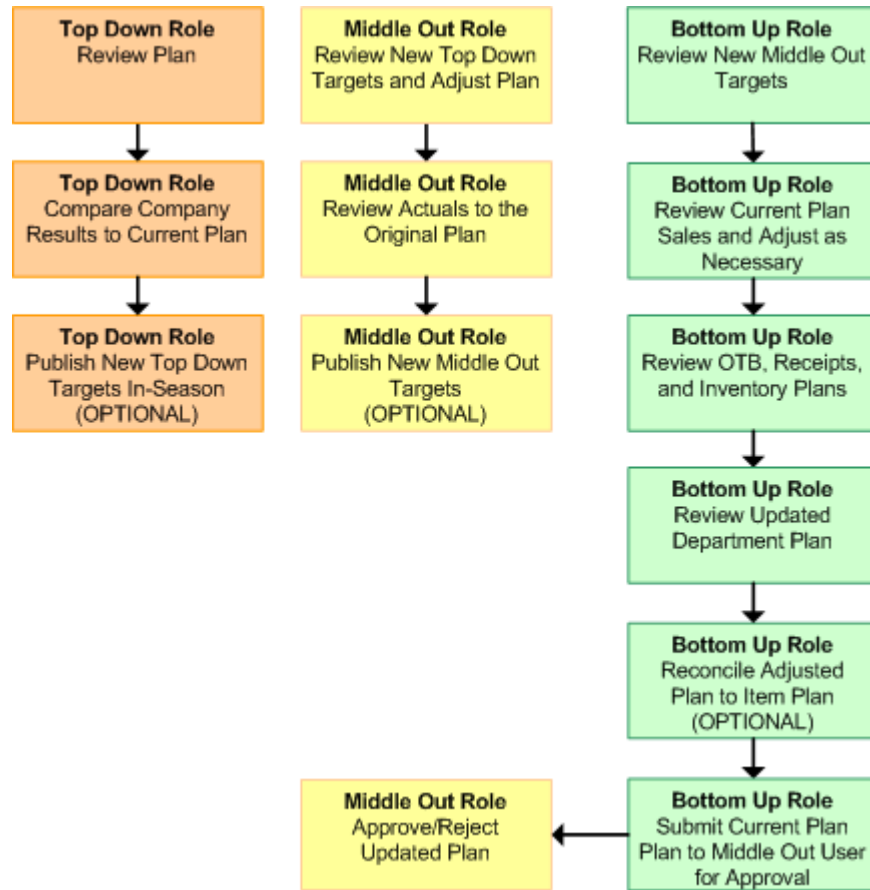 Top Down Role
Review Plan
Middle Out Role
Review New Top Down
Targets and Adjust Plan
Bottom Up Role
Review New Middle Out
Targets
Top Down Role
Compare Company
Results to Current Plan
Middle Out Role
Review Actuals to the
Original Plan
Bottom Up Role
Review Current Plan
Sales and Adjust as
Necessary
Top Down Role
Publish New Top Down
Targets In-Season
(OPTIONAL)
Middle Out Role
Publish New Middle Out
Targets
(OPTIONAL)
Bottom Up Role
Review OTB, Receipts,
and Inventory Plans
Bottom Up Role
Review Updated
Department Plan
Bottom Up Role
Reconcile Adjusted
Plan to Item Plan
(OPTIONAL)
Middle Out Role
Approve/Reject
Updated Plan
Bottom Up Role
Submit Current Plan
Plan to Middle Out User
for Approval